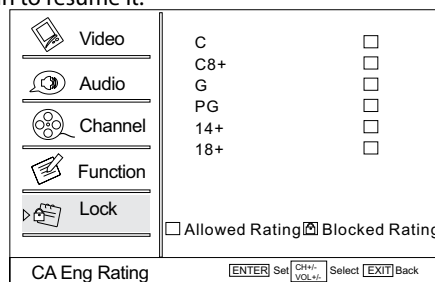 n to resume it.
Video
Audio
Channel
Function
Lock
C
C8+
G
PG
14+
18+
Allowed Rating Blocked Rating
CA Eng Rating
ENTER Set CH+/- VOL+/- Select EXIT Back